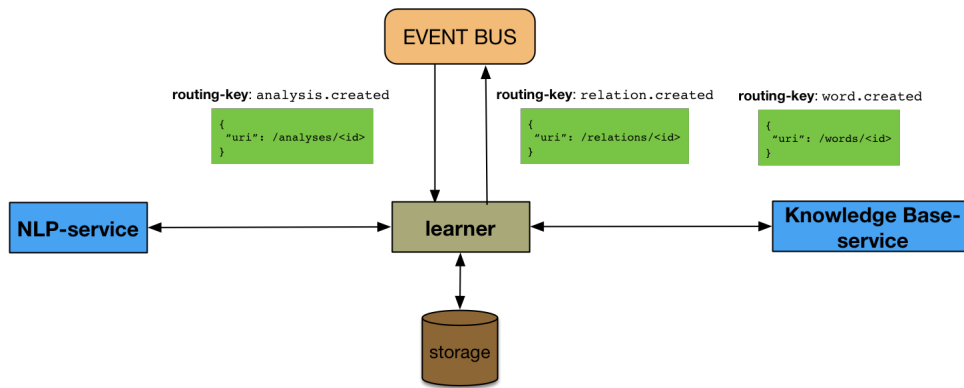 EVENT BUS
routing-key: analysis.created
{
“uri”: /analyses/<id>
}
routing-key: relation.created
{
“uri”: /relations/<id>
}
routing-key: word.created
{
“uri”: /words/<id>
}
NLP-service
learner
Knowledge Base-
service
storage